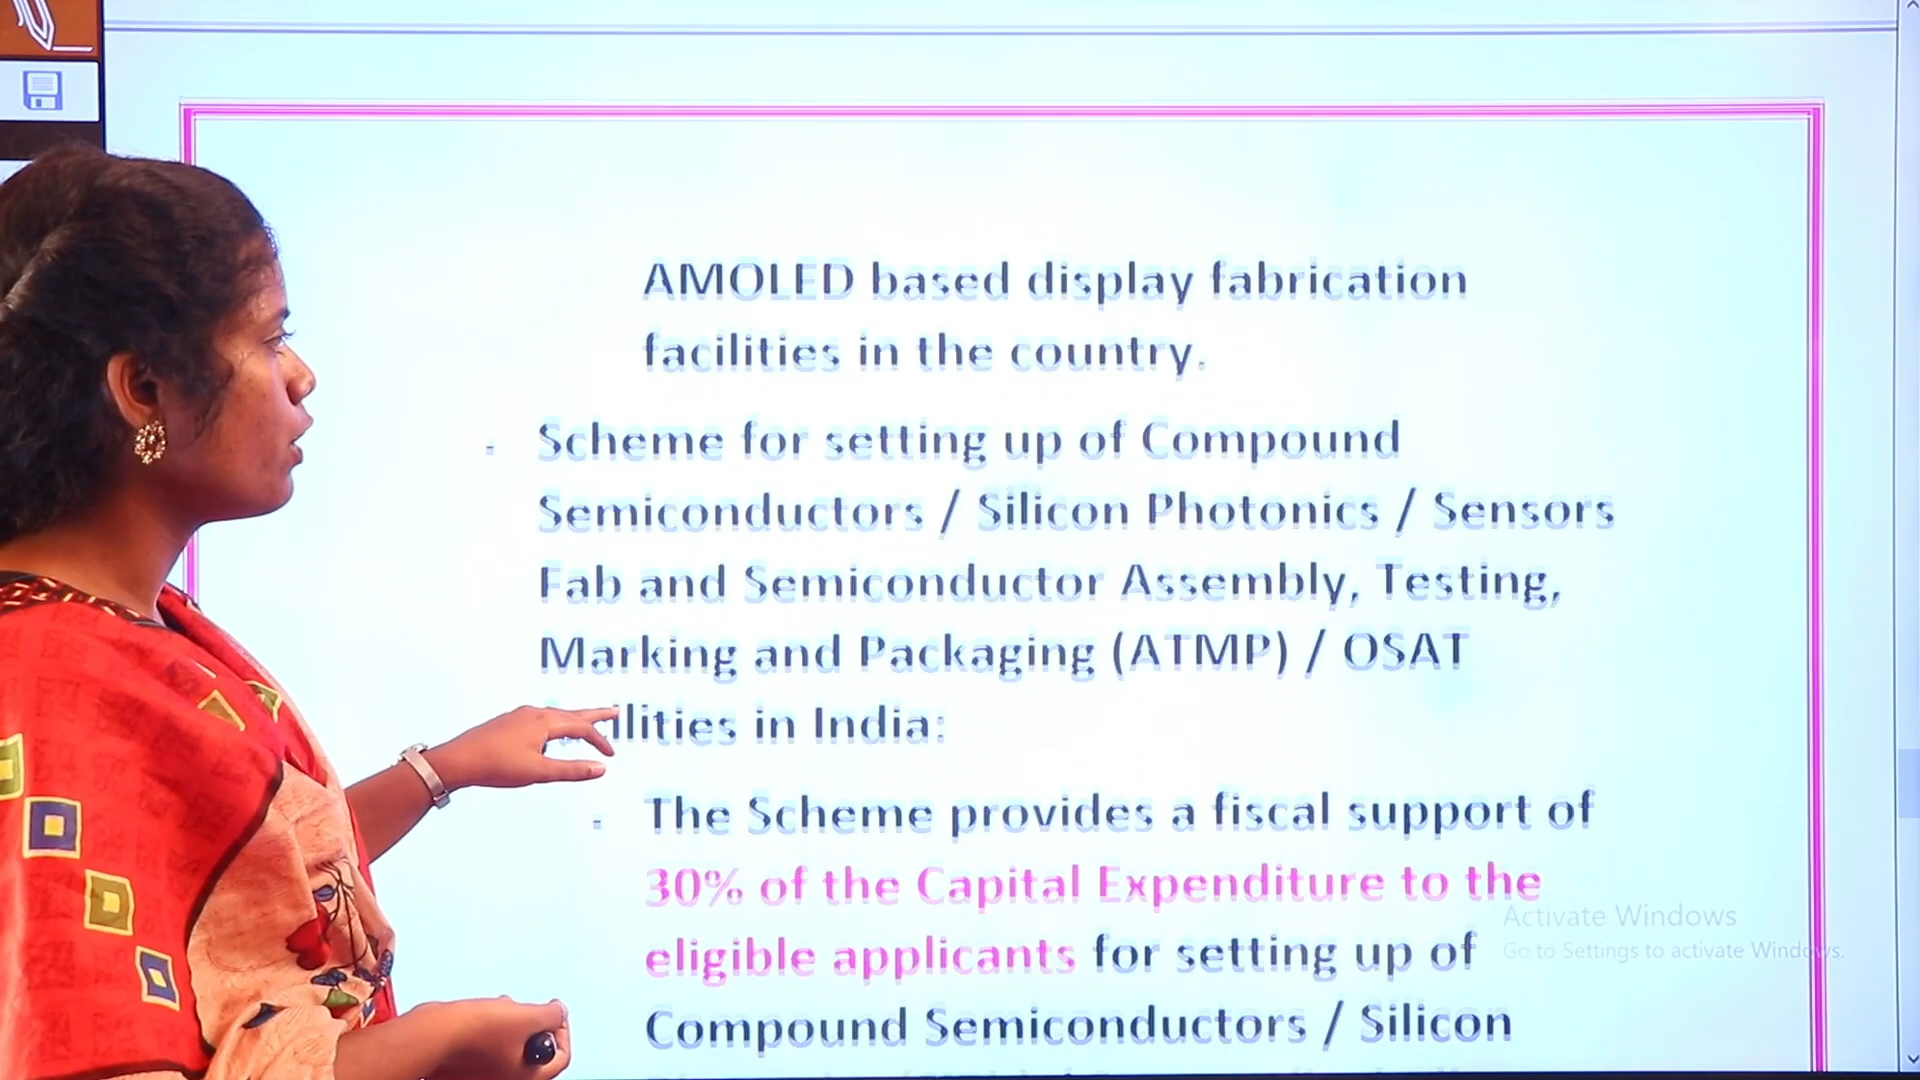 AMOLED based display fabrication
facilities in the country.
- Scheme for setting up of Compound
Semiconductors / Silicon Photonics / Sensors
Fab and Semiconductor Assembly, Testing,
Marking and Packaging (ATMP) / OSAT
in India:
- The Scheme provides a fiscal support of
30% of the Capital Expenditure to the
eligible applicants for setting up of
Compound Semiconductors / Silicon
Activate Windows
Go to Settings to activate Windows.